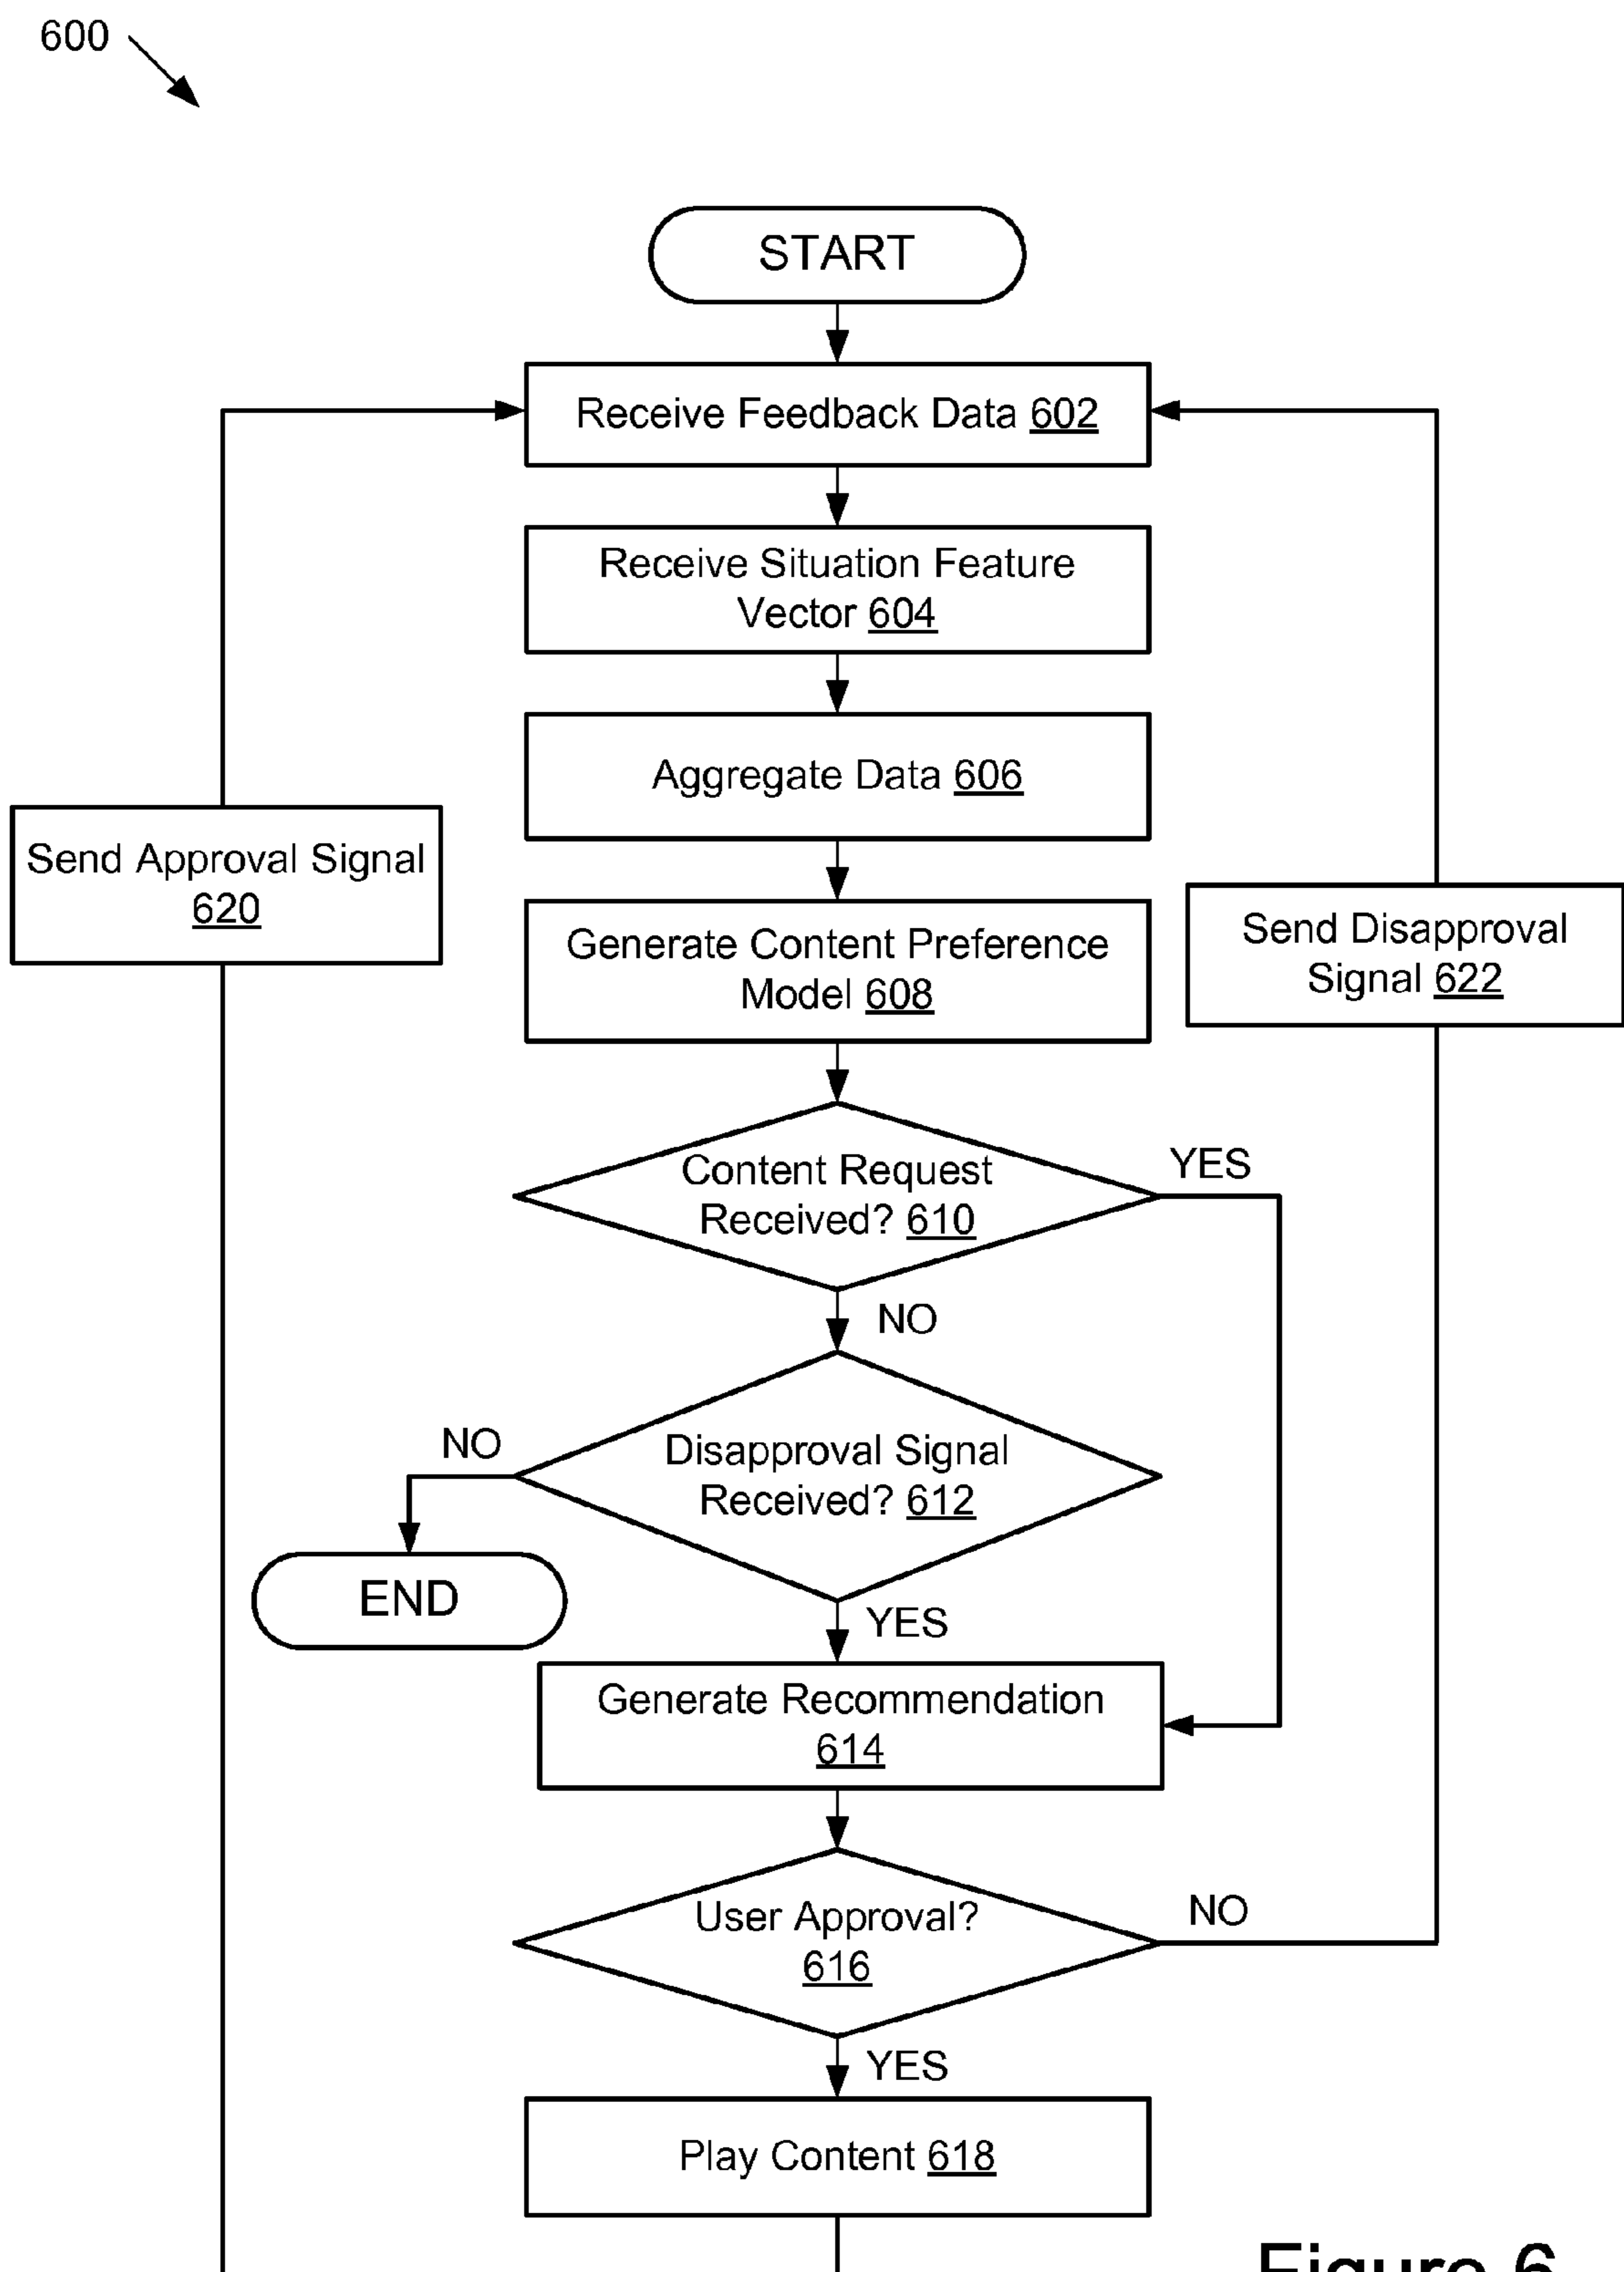 600
START
Receive Feedback Data 602
Receive Situation Feature
Vector 604
Aggregate Data 606
Send Approval Signal
620
Generate Content Preference
Model 608
Send Disapproval
Signal 622
Content Request
Received? 610
YES
NO
Disapproval Signal
Received? 612
NO
END
YES
Generate Recommendation
614
User Approval?
616
NO
YES
Play Content 618
Figure 6